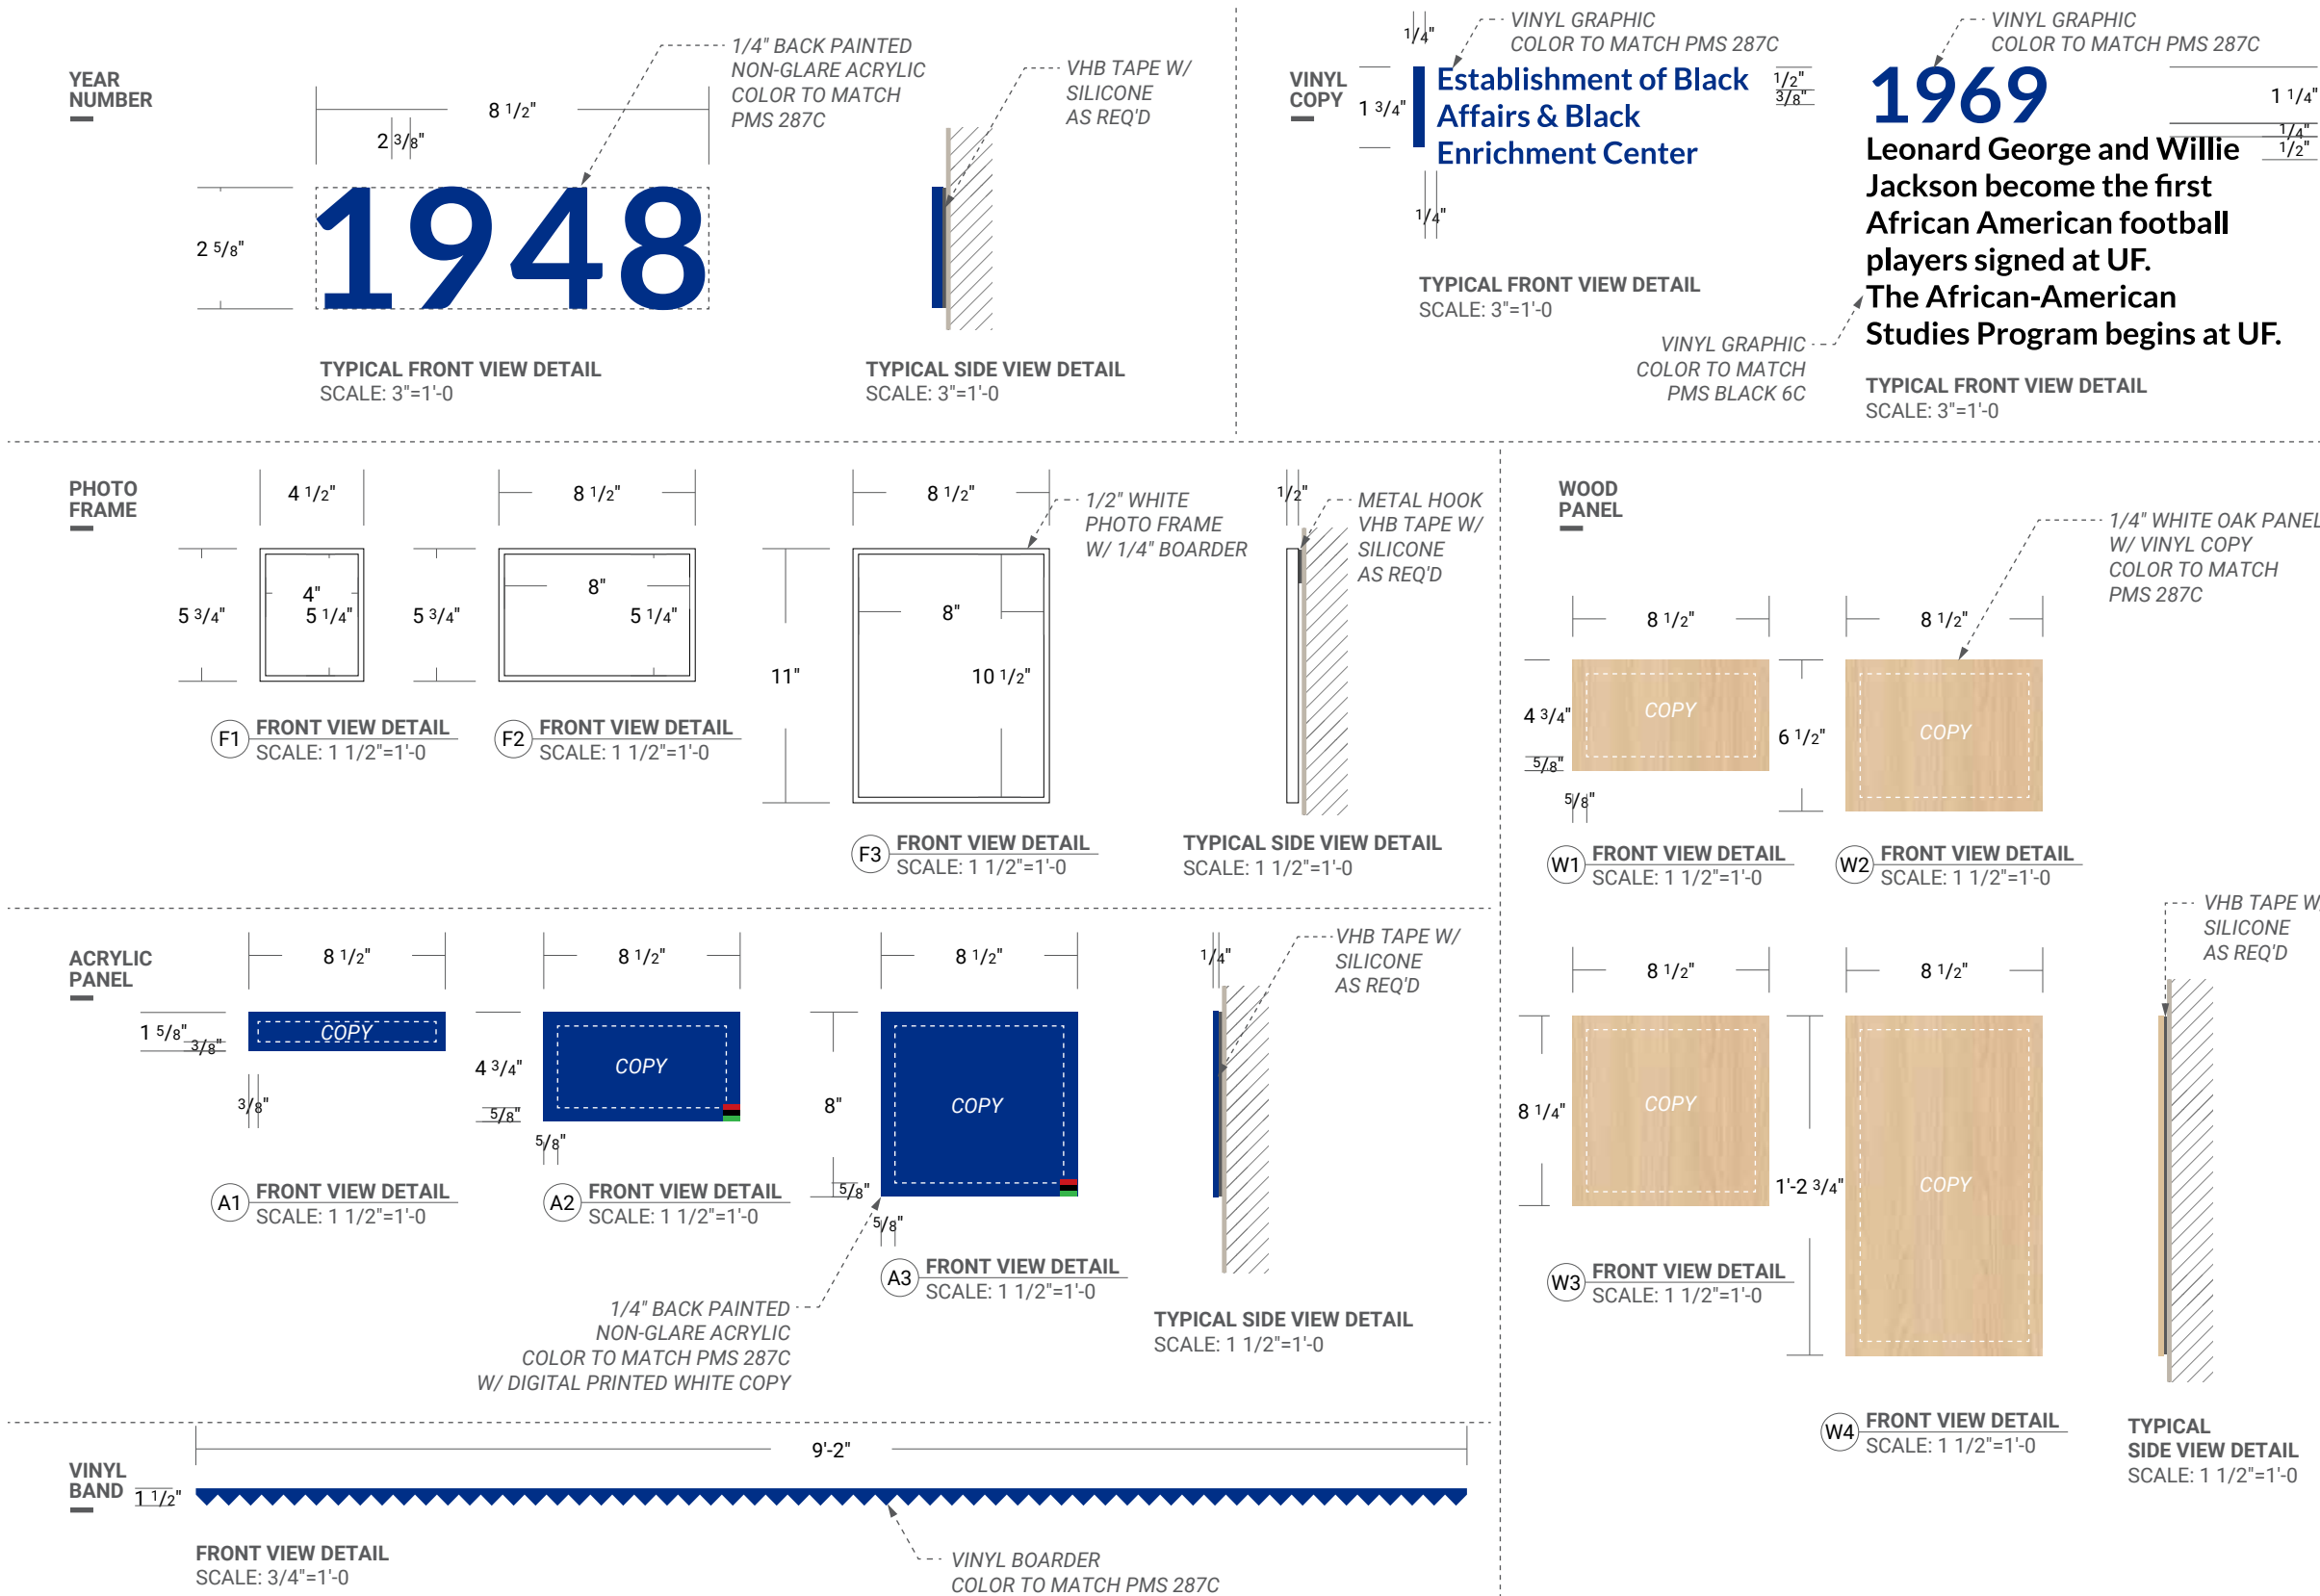 YEAR
NUMBER
8 1/2"
2 3/8"
2 5/8"
1948
1/4" BACK PAINTED
NON-GLARE ACRYLIC
COLOR TO MATCH
PMS 287C
VHB TAPE W/
SILICONE
AS REQ'D
TYPICAL FRONT VIEW DETAIL
SCALE: 3"=1'-0
TYPICAL SIDE VIEW DETAIL
SCALE: 3"=1'-0
VINYL
COPY
1/4"
1 3/4"
1/4"
VINYL GRAPHIC
COLOR TO MATCH PMS 287C
Establishment of Black
Affairs & Black
Enrichment Center
1/2"
3/8"
TYPICAL FRONT VIEW DETAIL
SCALE: 3"=1'-0
VINYL GRAPHIC
COLOR TO MATCH PMS 287C
1969
1 1/4"
1/4"
1/2"
Leonard George and Willie
Jackson become the first
African American football
players signed at UF.
The African-American
Studies Program begins at UF.
VINYL GRAPHIC
COLOR TO MATCH
PMS BLACK 6C
TYPICAL FRONT VIEW DETAIL
SCALE: 3"=1'-0
PHOTO
FRAME
4 1/2"
5 3/4"
4"
5 1/4"
F1
FRONT VIEW DETAIL
SCALE: 1 1/2"=1'-0
8 1/2"
5 3/4"
8"
5 1/4"
F2
FRONT VIEW DETAIL
SCALE: 1 1/2"=1'-0
8 1/2"
11"
8"
10 1/2"
1/2" WHITE
PHOTO FRAME
W/ 1/4" BOARDER
F3
FRONT VIEW DETAIL
SCALE: 1 1/2"=1'-0
1/2"
METAL HOOK
VHB TAPE W/
SILICONE
AS REQ'D
TYPICAL SIDE VIEW DETAIL
SCALE: 1 1/2"=1'-0
WOOD
PANEL
1/4" WHITE OAK PANEL
W/ VINYL COPY
COLOR TO MATCH
PMS 287C
8 1/2"
4 3/4"
5/8"
5/8"
COPY
W1
FRONT VIEW DETAIL
SCALE: 1 1/2"=1'-0
8 1/2"
6 1/2"
COPY
W2
FRONT VIEW DETAIL
SCALE: 1 1/2"=1'-0
8 1/2"
8 1/4"
COPY
W3
FRONT VIEW DETAIL
SCALE: 1 1/2"=1'-0
8 1/2"
1'-2 3/4"
COPY
W4
FRONT VIEW DETAIL
SCALE: 1 1/2"=1'-0
VHB TAPE W/
SILICONE
AS REQ'D
TYPICAL
SIDE VIEW DETAIL
SCALE: 1 1/2"=1'-0
ACRYLIC
PANEL
8 1/2"
1 5/8"
3/8"
3/8"
COPY
A1
FRONT VIEW DETAIL
SCALE: 1 1/2"=1'-0
8 1/2"
4 3/4"
5/8"
5/8"
COPY
A2
FRONT VIEW DETAIL
SCALE: 1 1/2"=1'-0
8 1/2"
8"
5/8"
5/8"
COPY
A3
FRONT VIEW DETAIL
SCALE: 1 1/2"=1'-0
1/4" BACK PAINTED
NON-GLARE ACRYLIC
COLOR TO MATCH PMS 287C
W/ DIGITAL PRINTED WHITE COPY
1/4"
VHB TAPE W/
SILICONE
AS REQ'D
TYPICAL SIDE VIEW DETAIL
SCALE: 1 1/2"=1'-0
VINYL
BAND
1 1/2"
9'-2"
FRONT VIEW DETAIL
SCALE: 3/4"=1'-0
VINYL BOARDER
COLOR TO MATCH PMS 287C